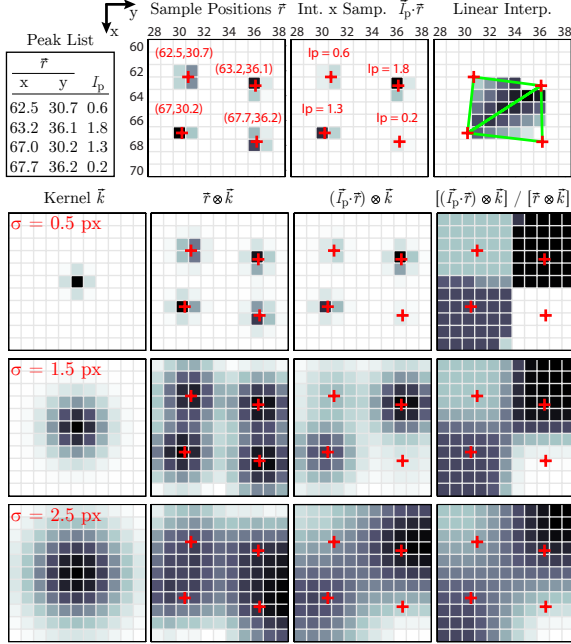 y
x
Sample Positions r⃗
Int. x Samp. I⃗p·r⃗
Linear Interp.
Peak List
r⃗
x y Ip
62.5 30.7 0.6
63.2 36.1 1.8
67.0 30.2 1.3
67.7 36.2 0.2
28 30 32 34 36 38
28 30 32 34 36 38
28 30 32 34 36 38
60
62
64
66
68
70
(62.5,30.7)
(63.2,36.1)
(67,30.2)
(67.7,36.2)
Ip = 0.6
Ip = 1.8
Ip = 1.3
Ip = 0.2
Kernel k⃗
r⃗ ⊗ k⃗
(I⃗p·r⃗) ⊗ k⃗
[(I⃗p·r⃗) ⊗ k⃗] / [r⃗ ⊗ k⃗]
σ = 0.5 px
σ = 1.5 px
σ = 2.5 px